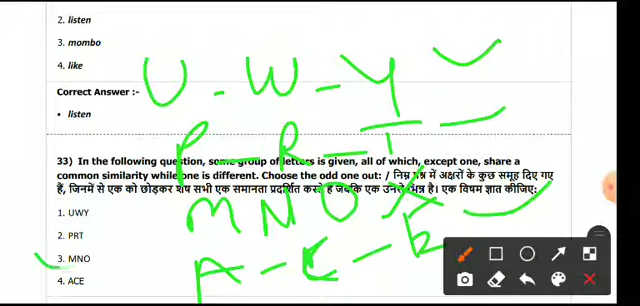 2. listen
3. mombo
4. like
U - W - Y
Correct Answer :-
• listen
P - R - T
33) In the following question, some group of letters is given, all of which, except one, share a
common similarity while one is different. Choose the odd one out: / निम्न प्रश्न में अक्षरों के कुछ समूह दिए गए
हैं, जिनमें से एक को छोड़कर शेष सभी एक समानता प्रदर्शित करते हैं जबकि एक उनसे भिन्न है। एक विषम ज्ञात कीजिए:
M N O
1. UWY
2. PRT
3. MNO
A - C - E
4. ACE